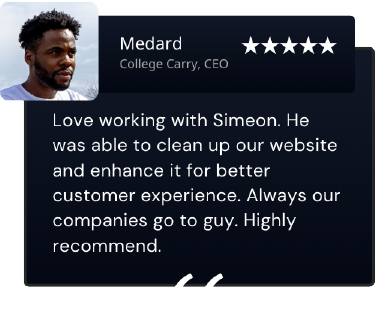 Medard
College Carry, CEO
Love working with Simeon. He
was able to clean up our website
and enhance it for better
customer experience. Always our
companies go to guy. Highly
recommend.
“